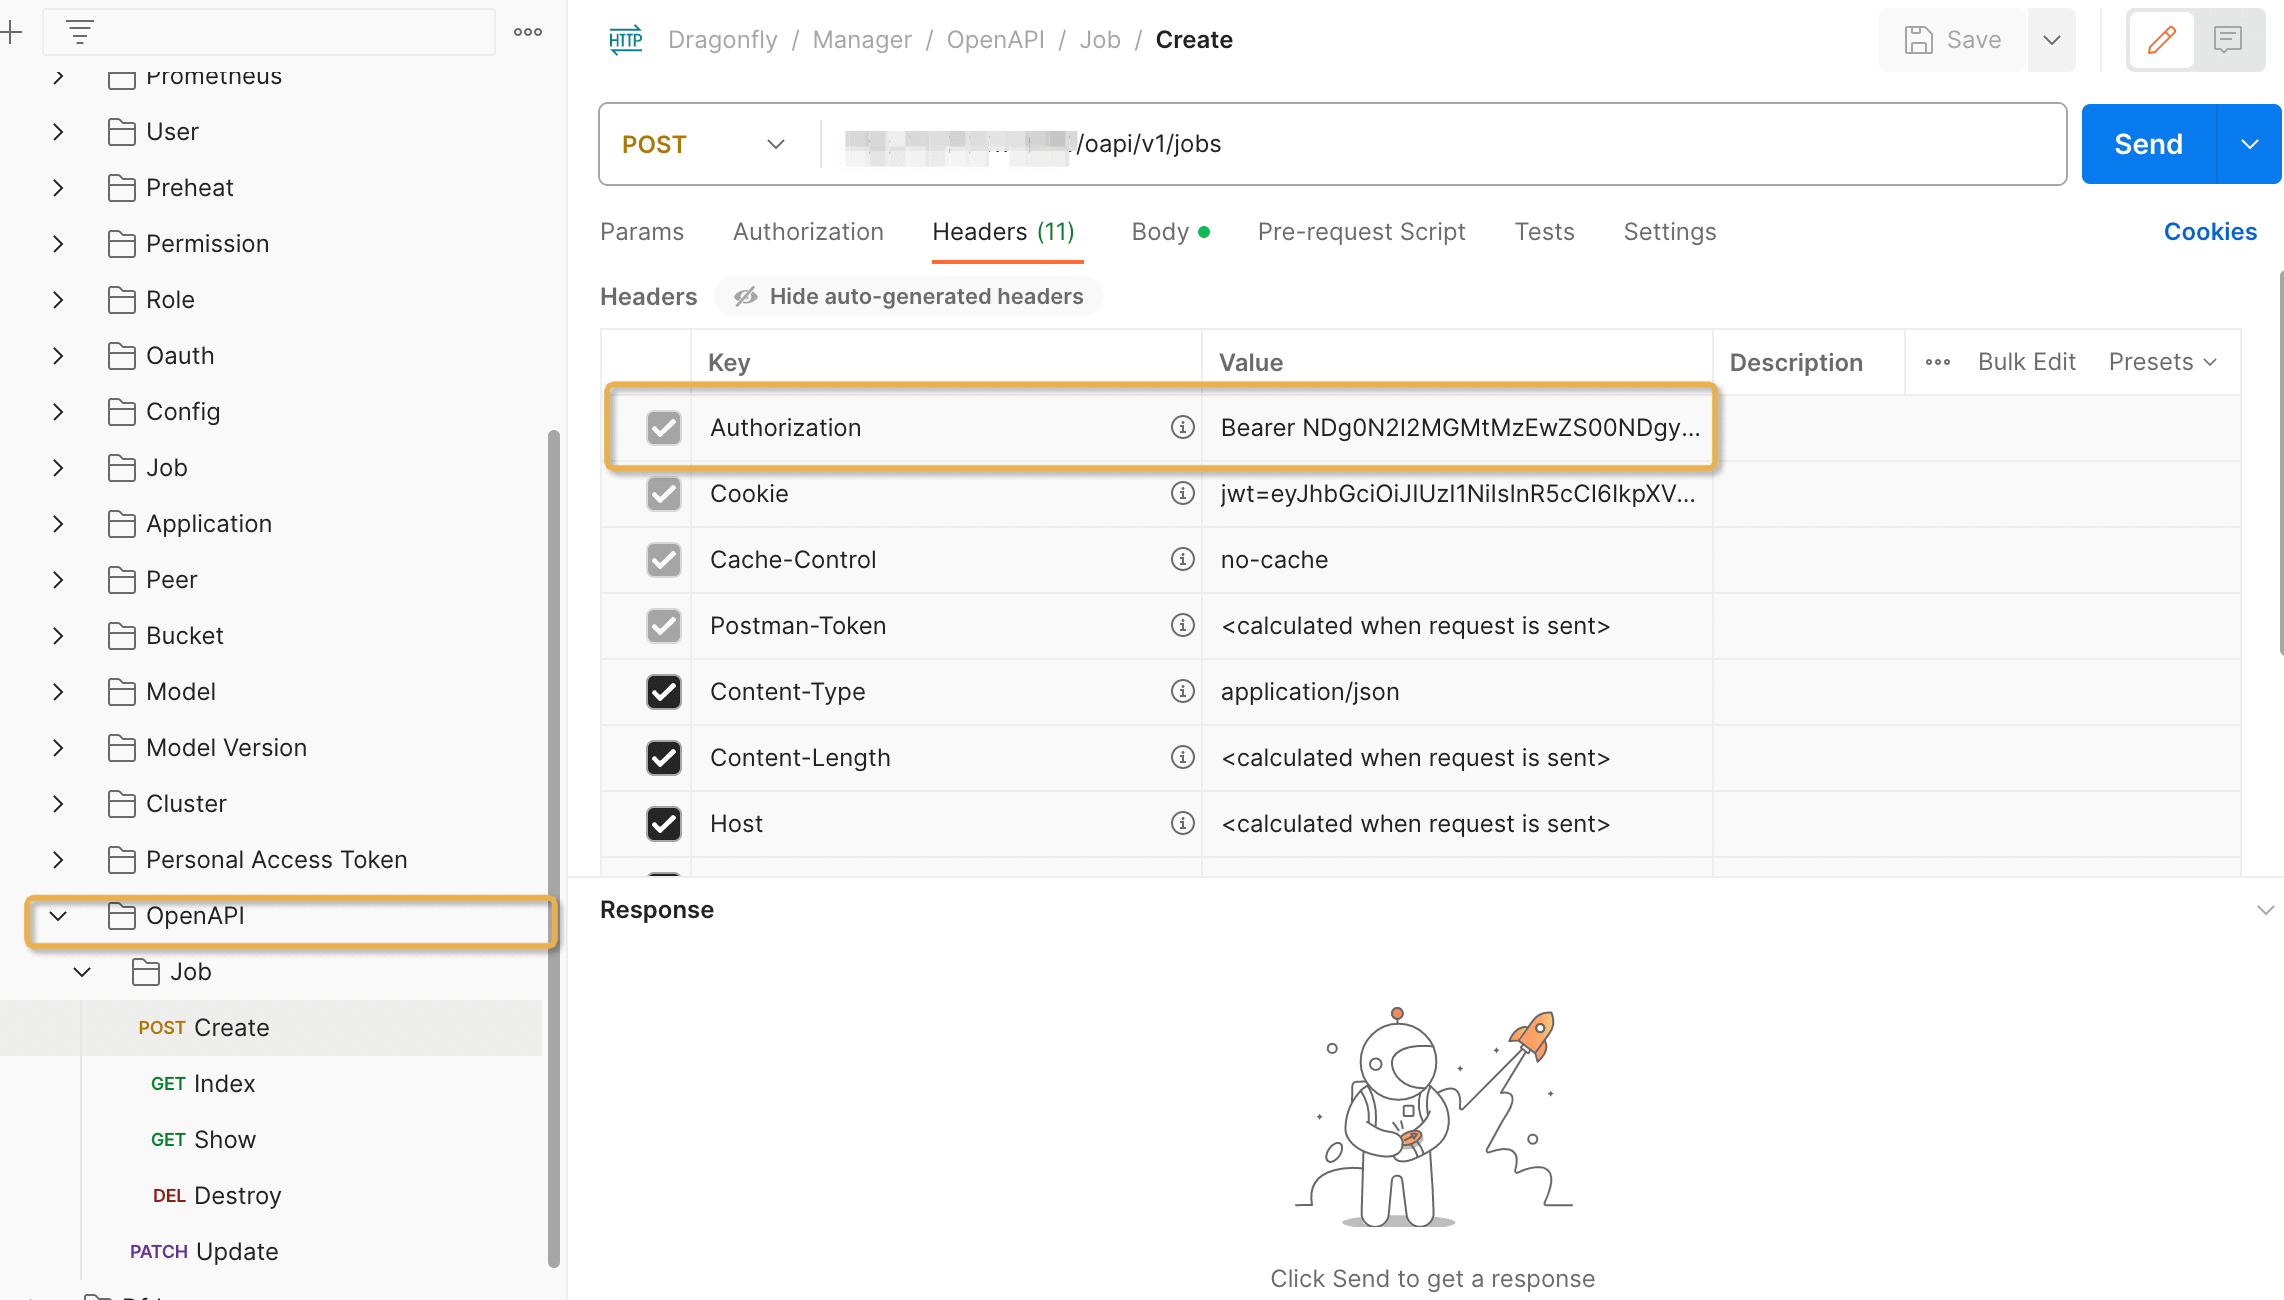 Prometheus
User
Preheat
Permission
Role
Oauth
Config
Job
Application
Peer
Bucket
Model
Model Version
Cluster
Personal Access Token
OpenAPI
Job
POST Create
GET Index
GET Show
DEL Destroy
PATCH Update
HTTP Dragonfly / Manager / OpenAPI / Job / Create
Save
POST /oapi/v1/jobs
Send
Params Authorization Headers (11) Body Pre-request Script Tests Settings Cookies
Headers Hide auto-generated headers
Key Value Description Bulk Edit Presets
Authorization Bearer NDg0N2I2MGMtMzEwZS00NDgy...
Cookie jwt=eyJhbGciOiJIUzI1NiIsInR5cCI6IkpXV...
Cache-Control no-cache
Postman-Token <calculated when request is sent>
Content-Type application/json
Content-Length <calculated when request is sent>
Host <calculated when request is sent>
Response
Click Send to get a response